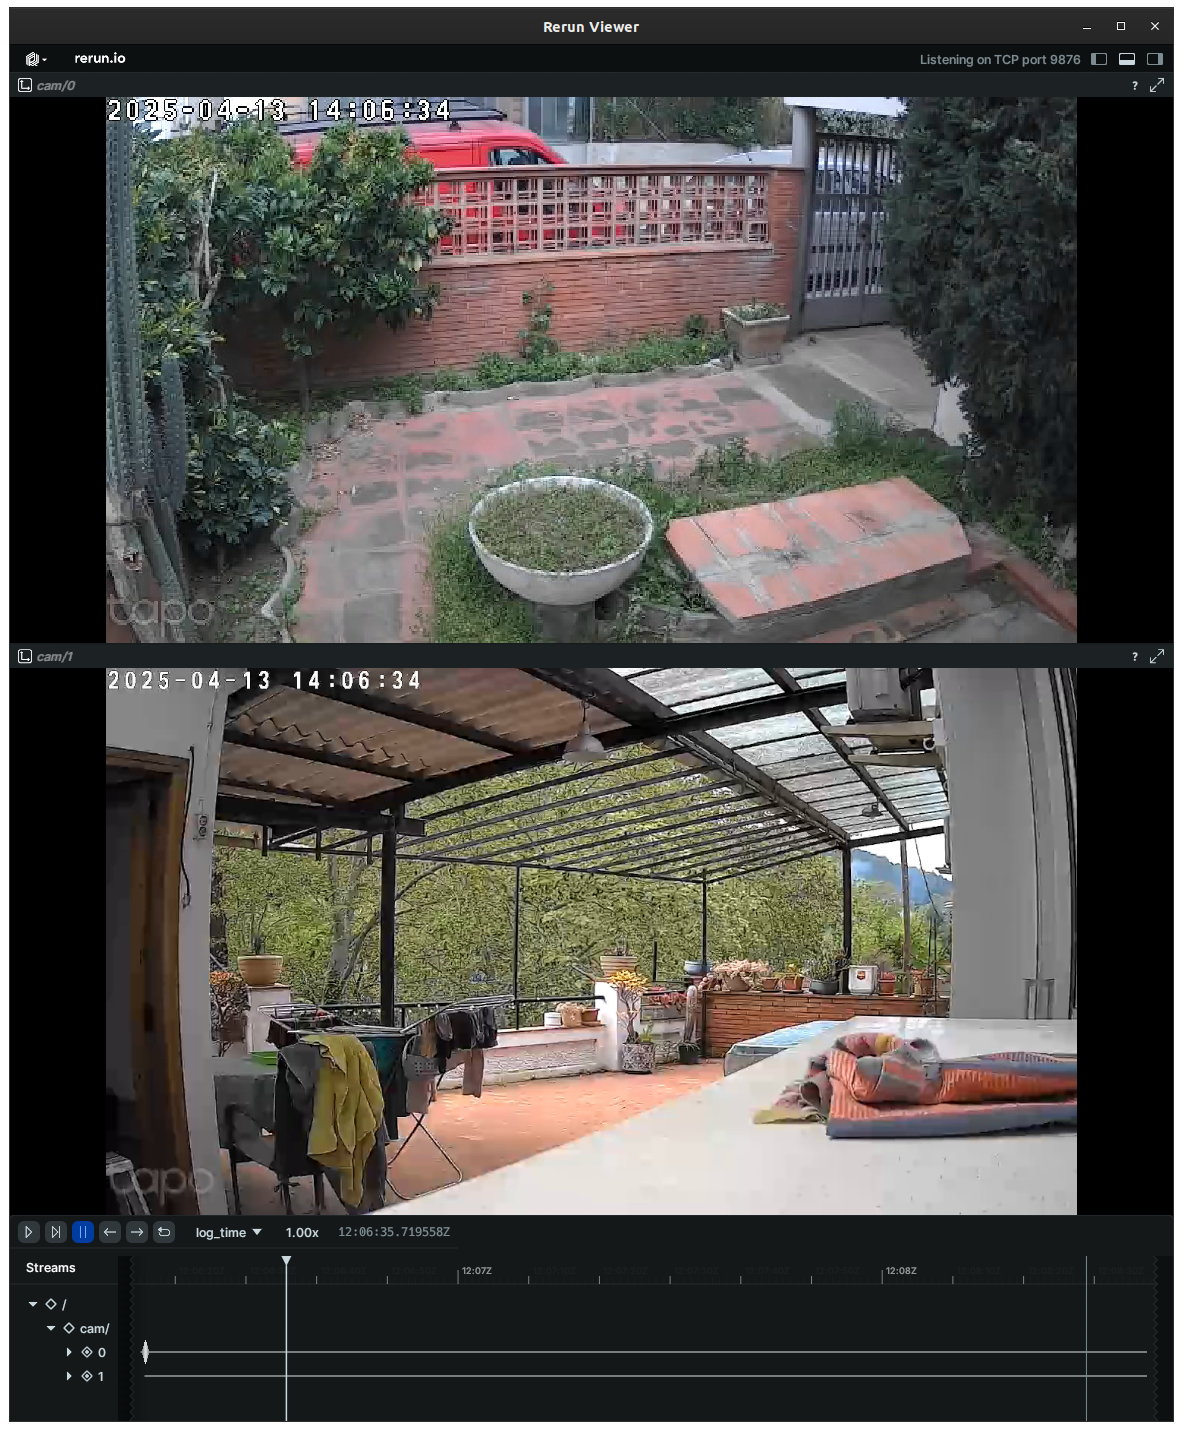 Rerun Viewer
rerun.io
Listening on TCP port 9876
cam/0
?
2025-04-13 14:06:34
tapo
cam/1
?
2025-04-13 14:06:34
tapo
log_time
1.00x
12:06:35.719558Z
Streams
12:07Z
12:08Z
/
cam/
0
1